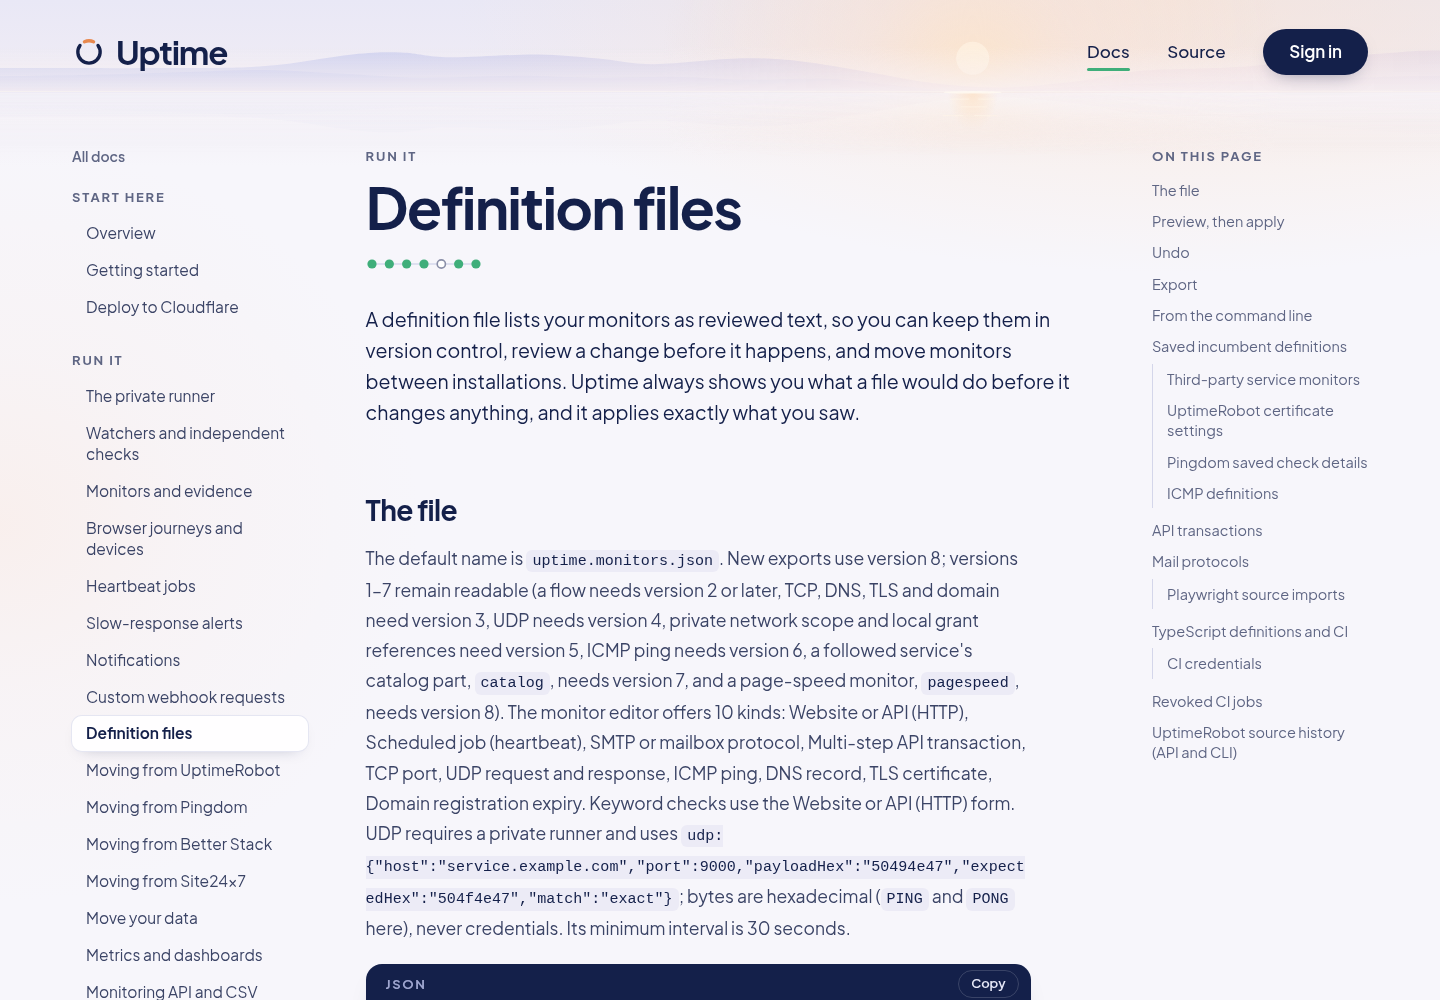 Uptime
Docs
Source
Sign in
All docs
START HERE
Overview
Getting started
Deploy to Cloudflare
RUN IT
The private runner
Watchers and independent
checks
Monitors and evidence
Browser journeys and
devices
Heartbeat jobs
Slow-response alerts
Notifications
Custom webhook requests
Definition files
Moving from UptimeRobot
Moving from Pingdom
Moving from Better Stack
Moving from Site24×7
Move your data
Metrics and dashboards
Monitoring API and CSV
RUN IT
Definition files
A definition file lists your monitors as reviewed text, so you can keep them in
version control, review a change before it happens, and move monitors
between installations. Uptime always shows you what a file would do before it
changes anything, and it applies exactly what you saw.
The file
The default name is uptime.monitors.json. New exports use version 8; versions
1–7 remain readable (a flow needs version 2 or later, TCP, DNS, TLS and domain
need version 3, UDP needs version 4, private network scope and local grant
references need version 5, ICMP ping needs version 6, a followed service's
catalog part, catalog, needs version 7, and a page-speed monitor, pagespeed,
needs version 8). The monitor editor offers 10 kinds: Website or API (HTTP),
Scheduled job (heartbeat), SMTP or mailbox protocol, Multi-step API transaction,
TCP port, UDP request and response, ICMP ping, DNS record, TLS certificate,
Domain registration expiry. Keyword checks use the Website or API (HTTP) form.
UDP requires a private runner and uses udp:
{"host":"service.example.com","port":9000,"payloadHex":"50494e47","expect
edHex":"504f4e47","match":"exact"}; bytes are hexadecimal (PING and PONG
here), never credentials. Its minimum interval is 30 seconds.
JSON
Copy
ON THIS PAGE
The file
Preview, then apply
Undo
Export
From the command line
Saved incumbent definitions
Third-party service monitors
UptimeRobot certificate
settings
Pingdom saved check details
ICMP definitions
API transactions
Mail protocols
Playwright source imports
TypeScript definitions and CI
CI credentials
Revoked CI jobs
UptimeRobot source history
(API and CLI)